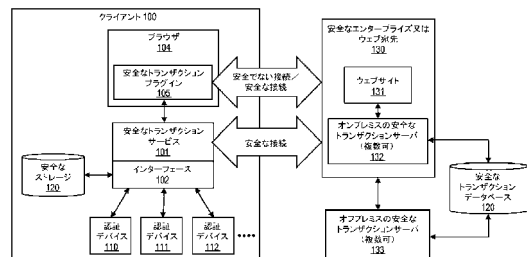 クライアント 100
ブラウザ
104
安全なトランザクション
プラグイン
105
安全なトランザクション
サービス
101
インターフェース
102
安全な
ストレージ
120
認証
デバイス
110
認証
デバイス
111
認証
デバイス
112
安全でない接続/
安全な接続
安全な接続
安全なエンタープライズ又は
ウェブ宛先
130
ウェブサイト
131
オンプレミスの安全な
トランザクションサーバ
(複数可)
132
オフプレミスの安全な
トランザクションサーバ
(複数可)
133
安全な
トランザクション
データベース
120